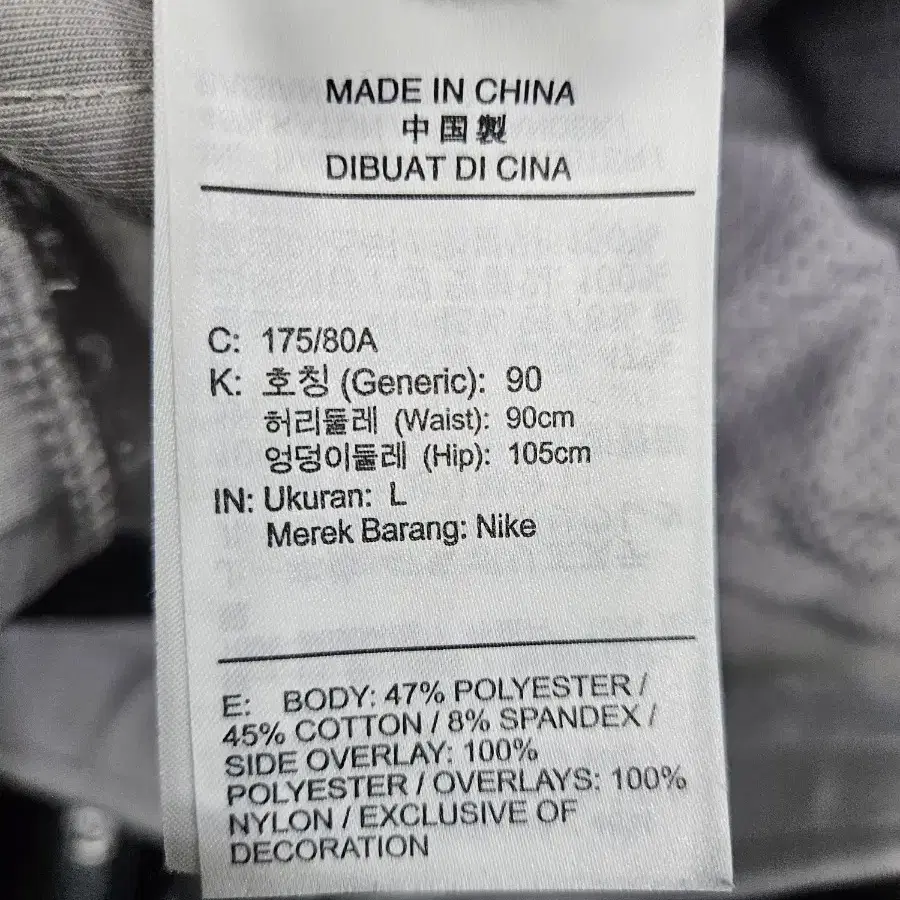 MADE IN CHINA
中国製
DIBUAT DI CINA
C: 175/80A
K: 호칭 (Generic): 90
허리둘레 (Waist): 90cm
엉덩이둘레 (Hip): 105cm
IN: Ukuran: L
Merek Barang: Nike
E: BODY: 47% POLYESTER /
45% COTTON / 8% SPANDEX /
SIDE OVERLAY: 100%
POLYESTER / OVERLAYS: 100%
NYLON / EXCLUSIVE OF
DECORATION